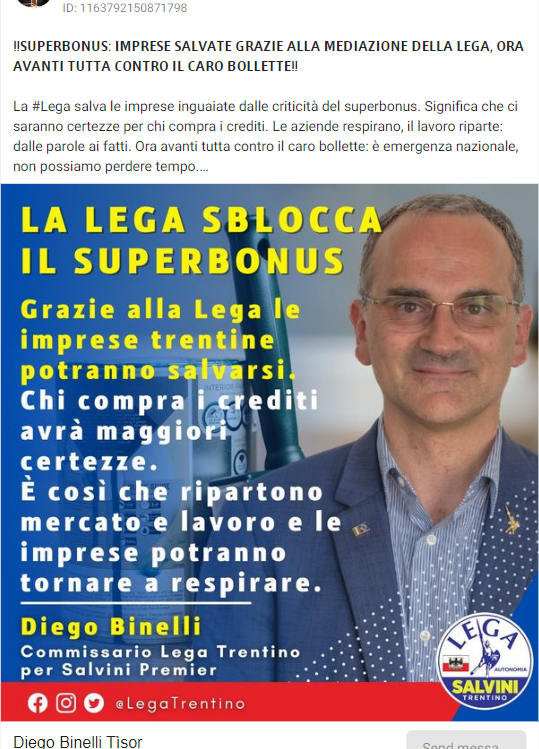 ID: 1163792150871798
!!SUPERBONUS: IMPRESE SALVATE GRAZIE ALLA MEDIAZIONE DELLA LEGA, ORA
AVANTI TUTTA CONTRO IL CARO BOLLETTE!!
La #Lega salva le imprese inguaiate dalle criticità del superbonus. Significa che ci
saranno certezze per chi compra i crediti. Le aziende respirano, il lavoro riparte:
dalle parole ai fatti. Ora avanti tutta contro il caro bollette: è emergenza nazionale,
non possiamo perdere tempo....
LA LEGA SBLOCCA
IL SUPERBONUS
Grazie alla Lega le
imprese trentine
potranno salvarsi.
Chi compra i crediti
avrà maggiori
certezze.
È così che ripartono
mercato e lavoro e le
imprese potranno
tornare a respirare.
Diego Binelli
Commissario Lega Trentino
per Salvini Premier
@LegaTrentino
LEGA
AUTONOMIA
SALVINI
TRENTINO
Diego Binelli Tisor
Send messa